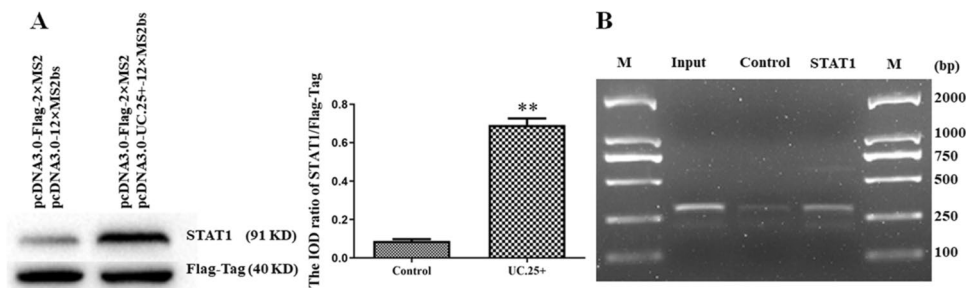 A
pcDNA3.0-Flag-2×MS2
pcDNA3.0-12×MS2bs
pcDNA3.0-Flag-2×MS2
pcDNA3.0-UC.25+-12×MS2bs
STAT1 (91 KD)
Flag-Tag (40 KD)
The IOD ratio of STAT1/Flag-Tag
0.8
0.6
0.4
0.2
0.0
**
Control
UC.25+
B
M Input Control STAT1 M (bp)
2000
1000
750
500
250
100